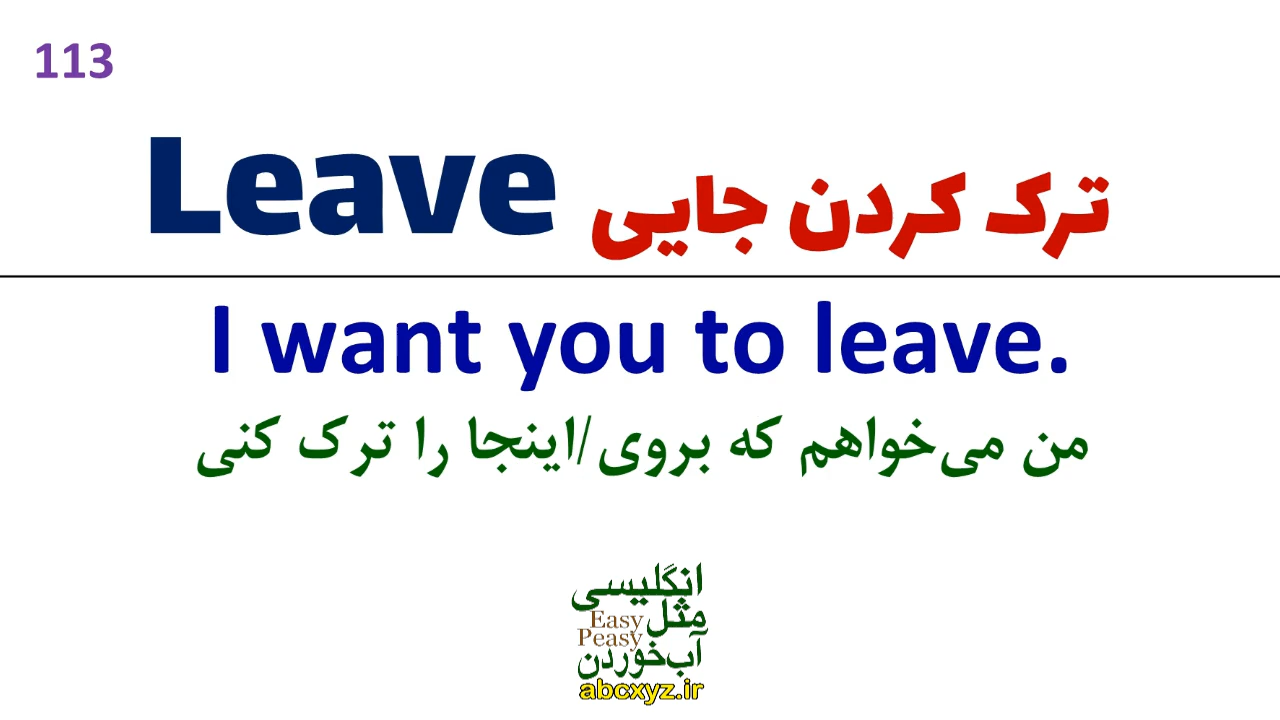 113
Leave ترک کردن جایی
I want you to leave.
من می‌خواهم که بروی/اینجا را ترک کنی
انگلیسی
مثل
Easy
Peasy
آب‌خوردن
abcxyz.ir